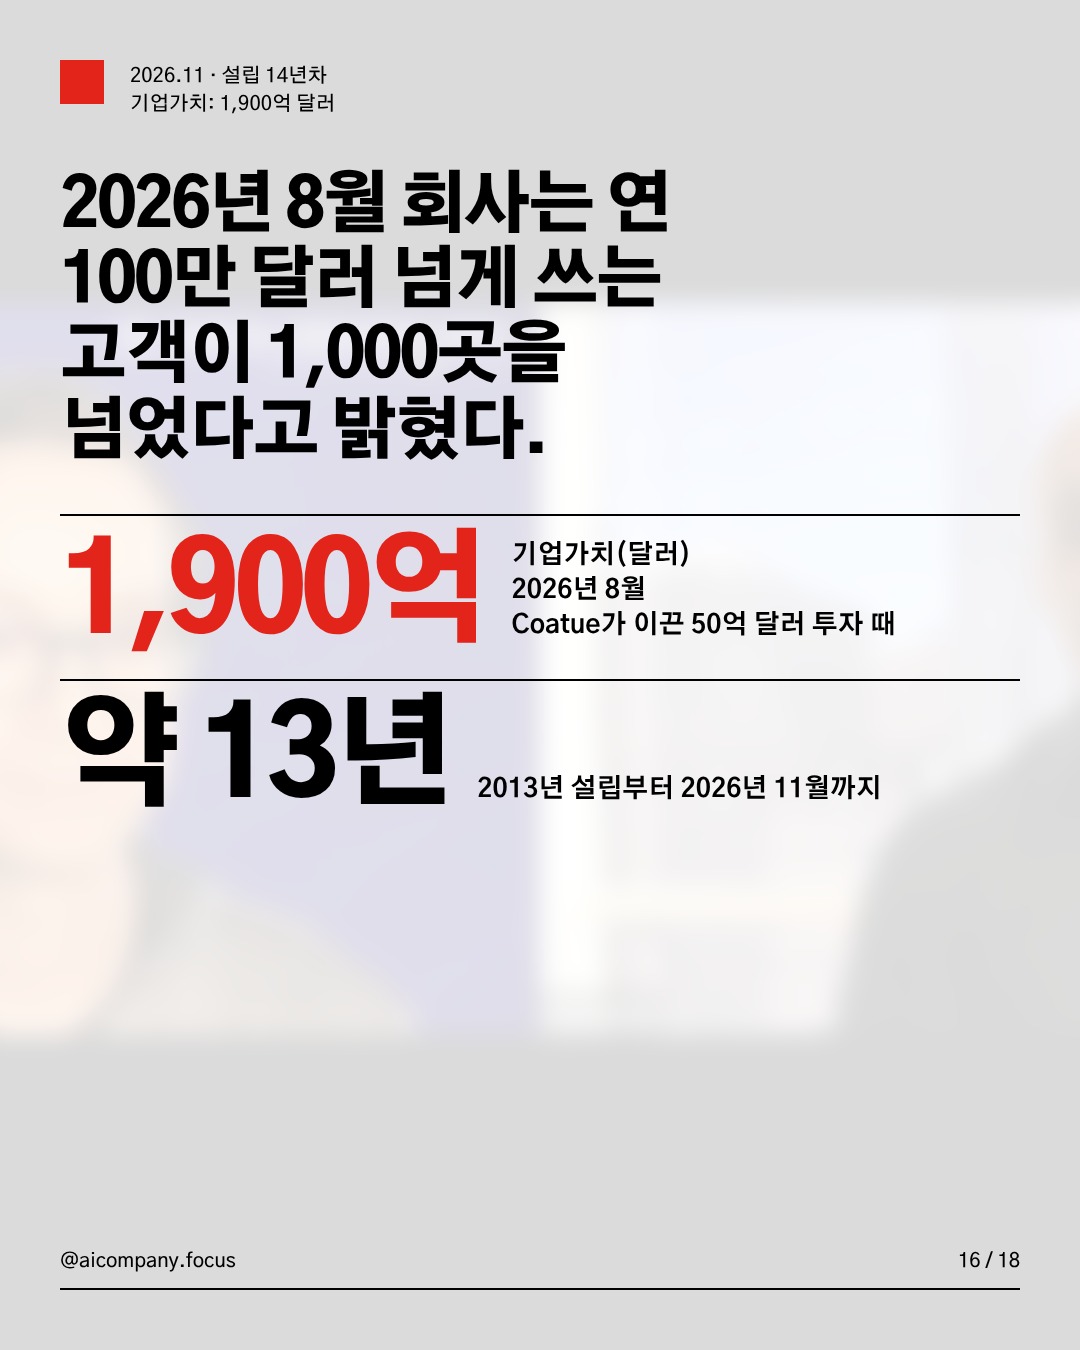 2026.11 · 설립 14년차
기업가치: 1,900억 달러
2026년 8월 회사는 연
100만 달러 넘게 쓰는
고객이 1,000곳을
넘었다고 밝혔다.
1,900억
기업가치(달러)
2026년 8월
Coatue가 이끈 50억 달러 투자 때
약 13년
2013년 설립부터 2026년 11월까지
@aicompany.focus
16 / 18